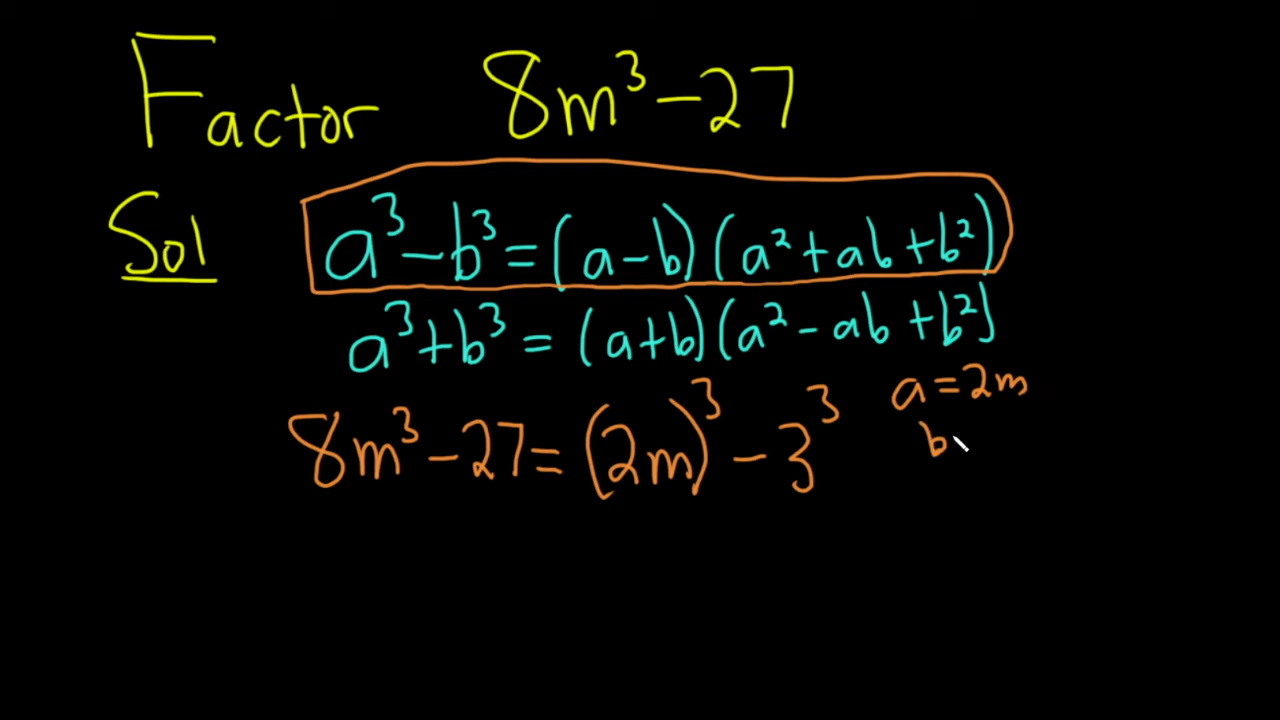 Factor 8m³-27
Sol a³-b³=(a-b)(a²+ab+b²)
a³+b³=(a+b)(a²-ab+b²)
a=2m
8m³-27=(2m)³-3³
b